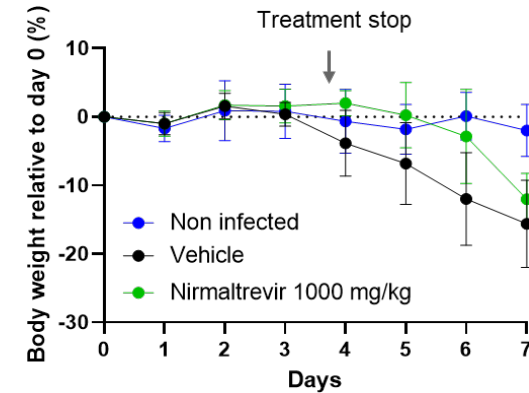 Treatment stop
Body weight relative to day 0 (%)
10
0
-10
-20
-30
Non infected
Vehicle
Nirmaltrevir 1000 mg/kg
0 1 2 3 4 5 6 7
Days